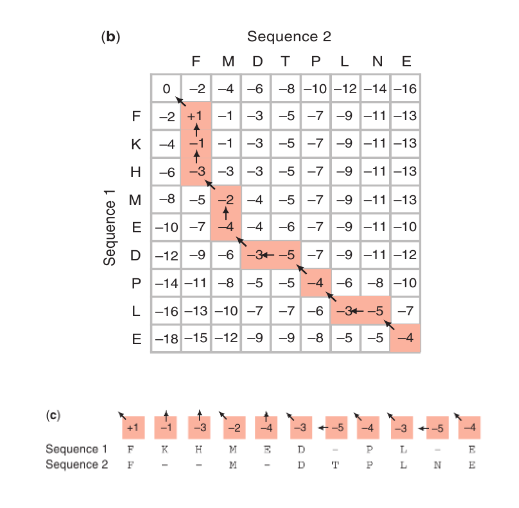 (b) Sequence 2
F M D T P L N E
0 −2 −4 −6 −8 −10 −12 −14 −16
F −2 +1 −1 −3 −5 −7 −9 −11 −13
K −4 −1 −1 −3 −5 −7 −9 −11 −13
H −6 −3 −3 −3 −5 −7 −9 −11 −13
M −8 −5 −2 −4 −5 −7 −9 −11 −13
E −10 −7 −4 −4 −6 −7 −9 −11 −10
D −12 −9 −6 −3 −5 −7 −9 −11 −12
P −14 −11 −8 −5 −5 −4 −6 −8 −10
L −16 −13 −10 −7 −7 −6 −3 −5 −7
E −18 −15 −12 −9 −9 −8 −5 −5 −4
Sequence 1
(c)
+1 −1 −3 −2 −4 −3 −5 −4 −3 −5 −4
Sequence 1 F K H M E D – P L – E
Sequence 2 F – – M – D T P L N E